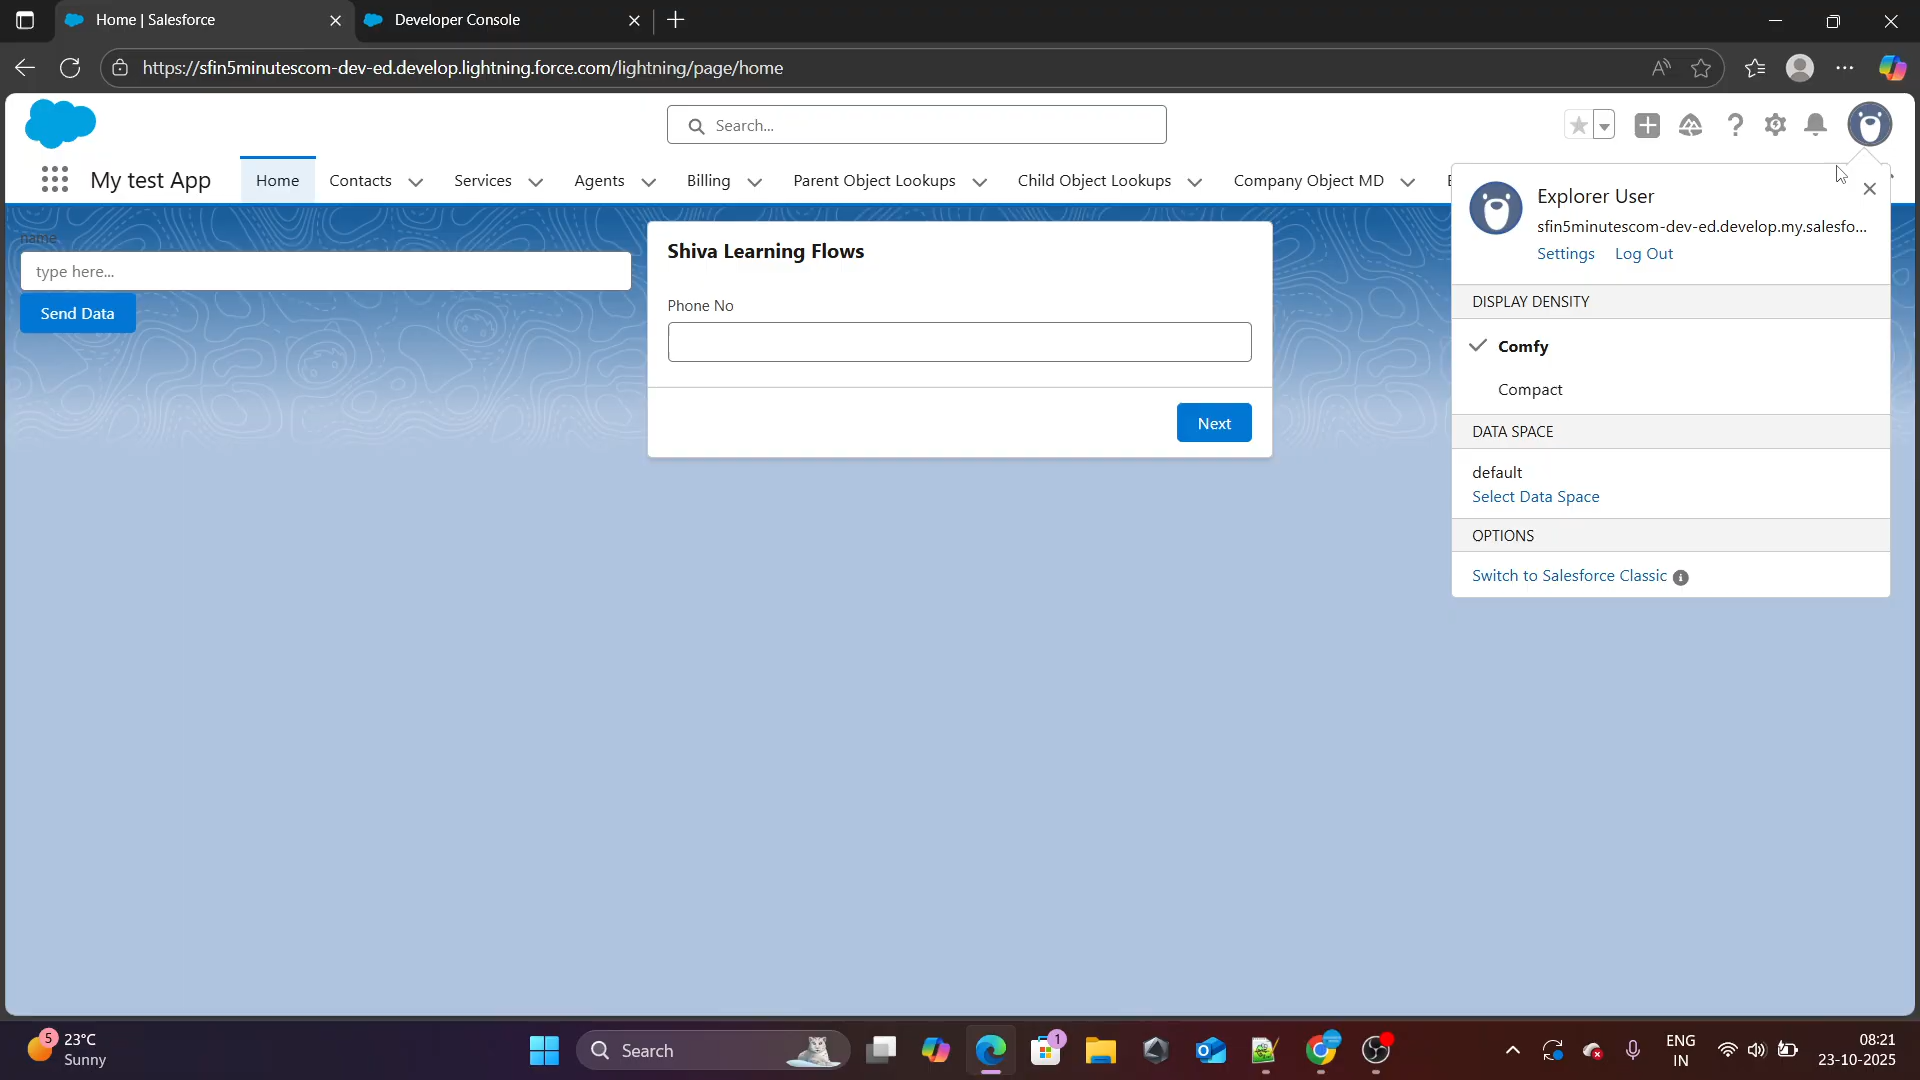 Home | Salesforce
Developer Console
https://sfin5minutescom-dev-ed.develop.lightning.force.com/lightning/page/home
Search...
My test App
Home
Contacts
Services
Agents
Billing
Parent Object Lookups
Child Object Lookups
Company Object MD
name
type here...
Send Data
Shiva Learning Flows
Phone No
Next
Explorer User
sfin5minutescom-dev-ed.develop.my.salesfo...
Settings Log Out
DISPLAY DENSITY
Comfy
Compact
DATA SPACE
default
Select Data Space
OPTIONS
Switch to Salesforce Classic
5
23°C
Sunny
Search
1
ENG
IN
08:21
23-10-2025